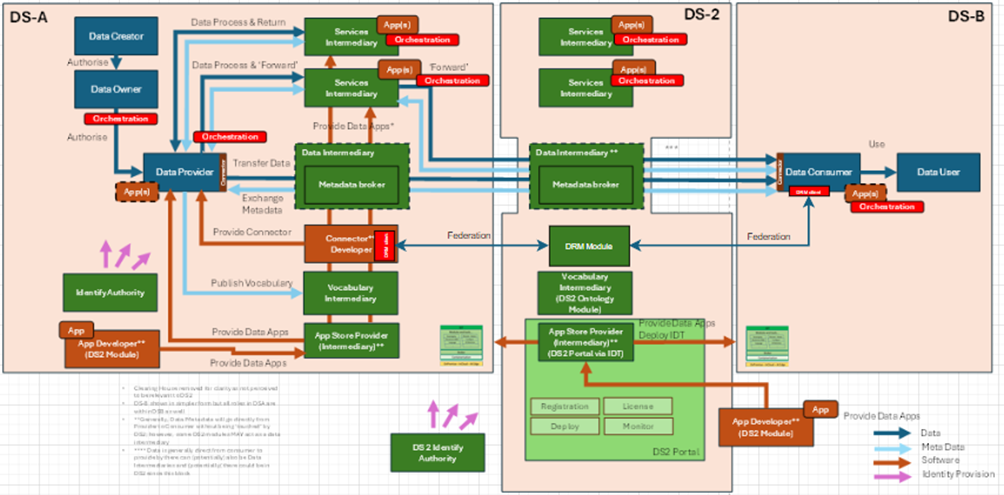 DS-A
DS-2
DS-B
Data Creator
Authorise
Data Owner
Orchestration
Authorise
Data Provider
Orchestration
App(s)
Data Process & Return
Services
Intermediary
App(s)
Orchestration
Data Process & 'Forward'
Services
Intermediary
App(s)
Orchestration
'Forward'
Provide Data Apps*
Transfer Data
Exchange
Metadata
Data Intermediary
Metadata broker
Provide Connector
Connector**
Developer
Federation
Publish Vocabulary
Vocabulary
Intermediary
Provide Data Apps
App Store Provider
(Intermediary)**
Provide Data Apps
Identify Authority
App
App Developer**
(DS2 Module)
Services
Intermediary
App(s)
Orchestration
Services
Intermediary
App(s)
Orchestration
Data Intermediary **
Metadata broker
***
DRM Module
Federation
Vocabulary
Intermediary
(DS2 Ontology
Module)
App Store Provider
(Intermediary)**
(DS2 Portal via IDT)
Provide Data Apps
Deploy IDT
Registration
License
Deploy
Monitor
DS2 Portal
DS 2 Identify
Authority
Connector
Data Consumer
DRM client
App(s)
Orchestration
Use
Data User
App
App Developer**
(DS2 Module)
Provide Data Apps
Data
Meta Data
Software
Identity Provision